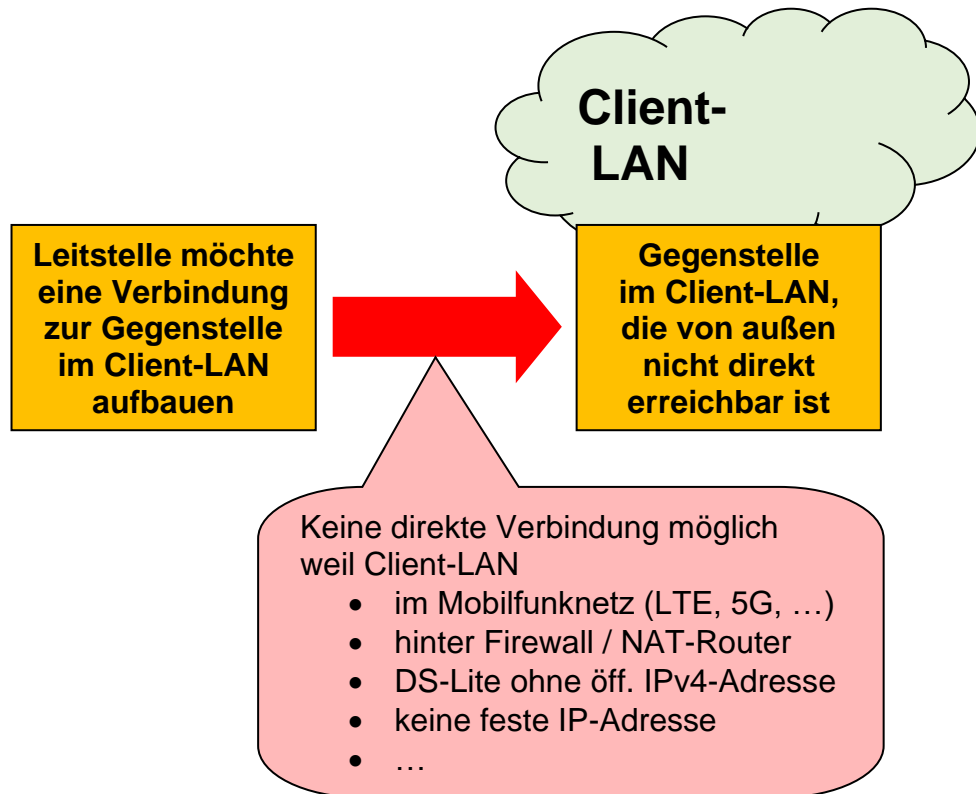 Client-
LAN
Leitstelle möchte
eine Verbindung
zur Gegenstelle
im Client-LAN
aufbauen
Gegenstelle
im Client-LAN,
die von außen
nicht direkt
erreichbar ist
Keine direkte Verbindung möglich
weil Client-LAN
• im Mobilfunknetz (LTE, 5G, …)
• hinter Firewall / NAT-Router
• DS-Lite ohne öff. IPv4-Adresse
• keine feste IP-Adresse
• …